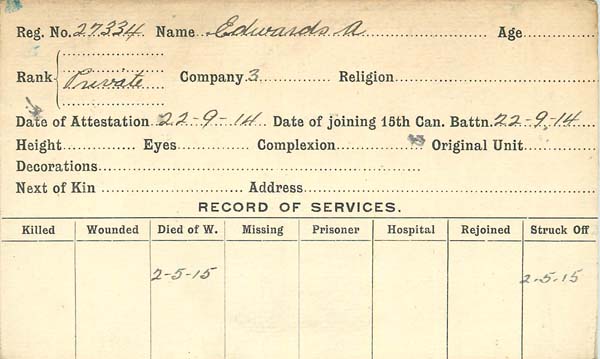 Reg. No. 27334 Name Edwards A Age
Rank Private Company 3 Religion
Date of Attestation 22-9-14 Date of joining 15th Can. Battn. 22-9-14
Height Eyes Complexion Original Unit
Decorations
Next of Kin Address
RECORD OF SERVICES.
Killed Wounded Died of W. Missing Prisoner Hospital Rejoined Struck Off
2-5-15 2-5-15